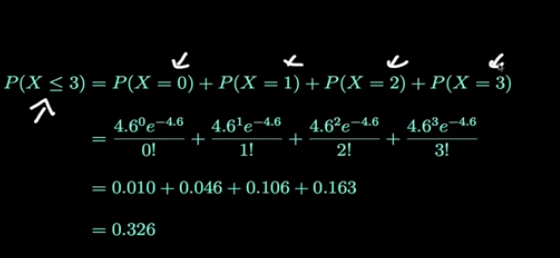 P(X ≤ 3) = P(X = 0) + P(X = 1) + P(X = 2) + P(X = 3)
= 4.6⁰e⁻⁴·⁶/0! + 4.6¹e⁻⁴·⁶/1! + 4.6²e⁻⁴·⁶/2! + 4.6³e⁻⁴·⁶/3!
= 0.010 + 0.046 + 0.106 + 0.163
= 0.326